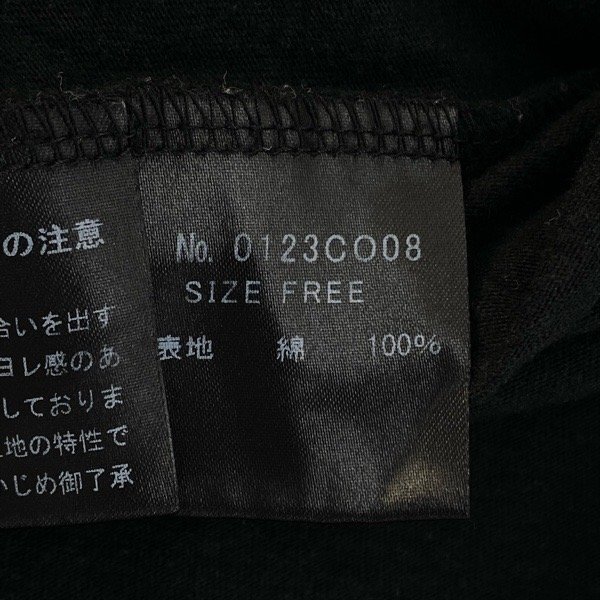 の注意
合いを出す
ヨレ感のあ
しておりま
地の特性で
かじめ御了承
No. 0123CO08
SIZE FREE
表地 綿 100%